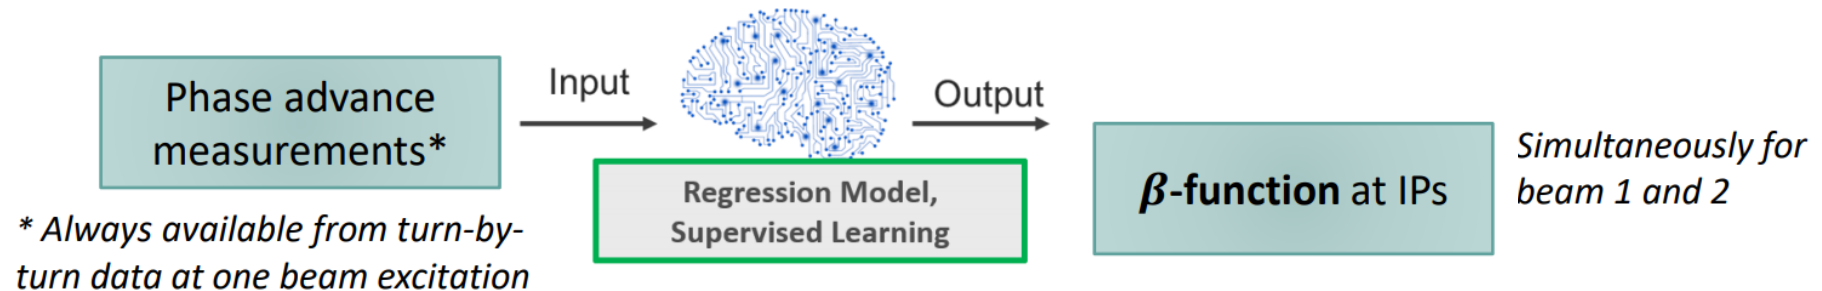 Phase advance
measurements*
* Always available from turn-by-
turn data at one beam excitation
Input
Regression Model,
Supervised Learning
Output
β-function at IPs
Simultaneously for
beam 1 and 2